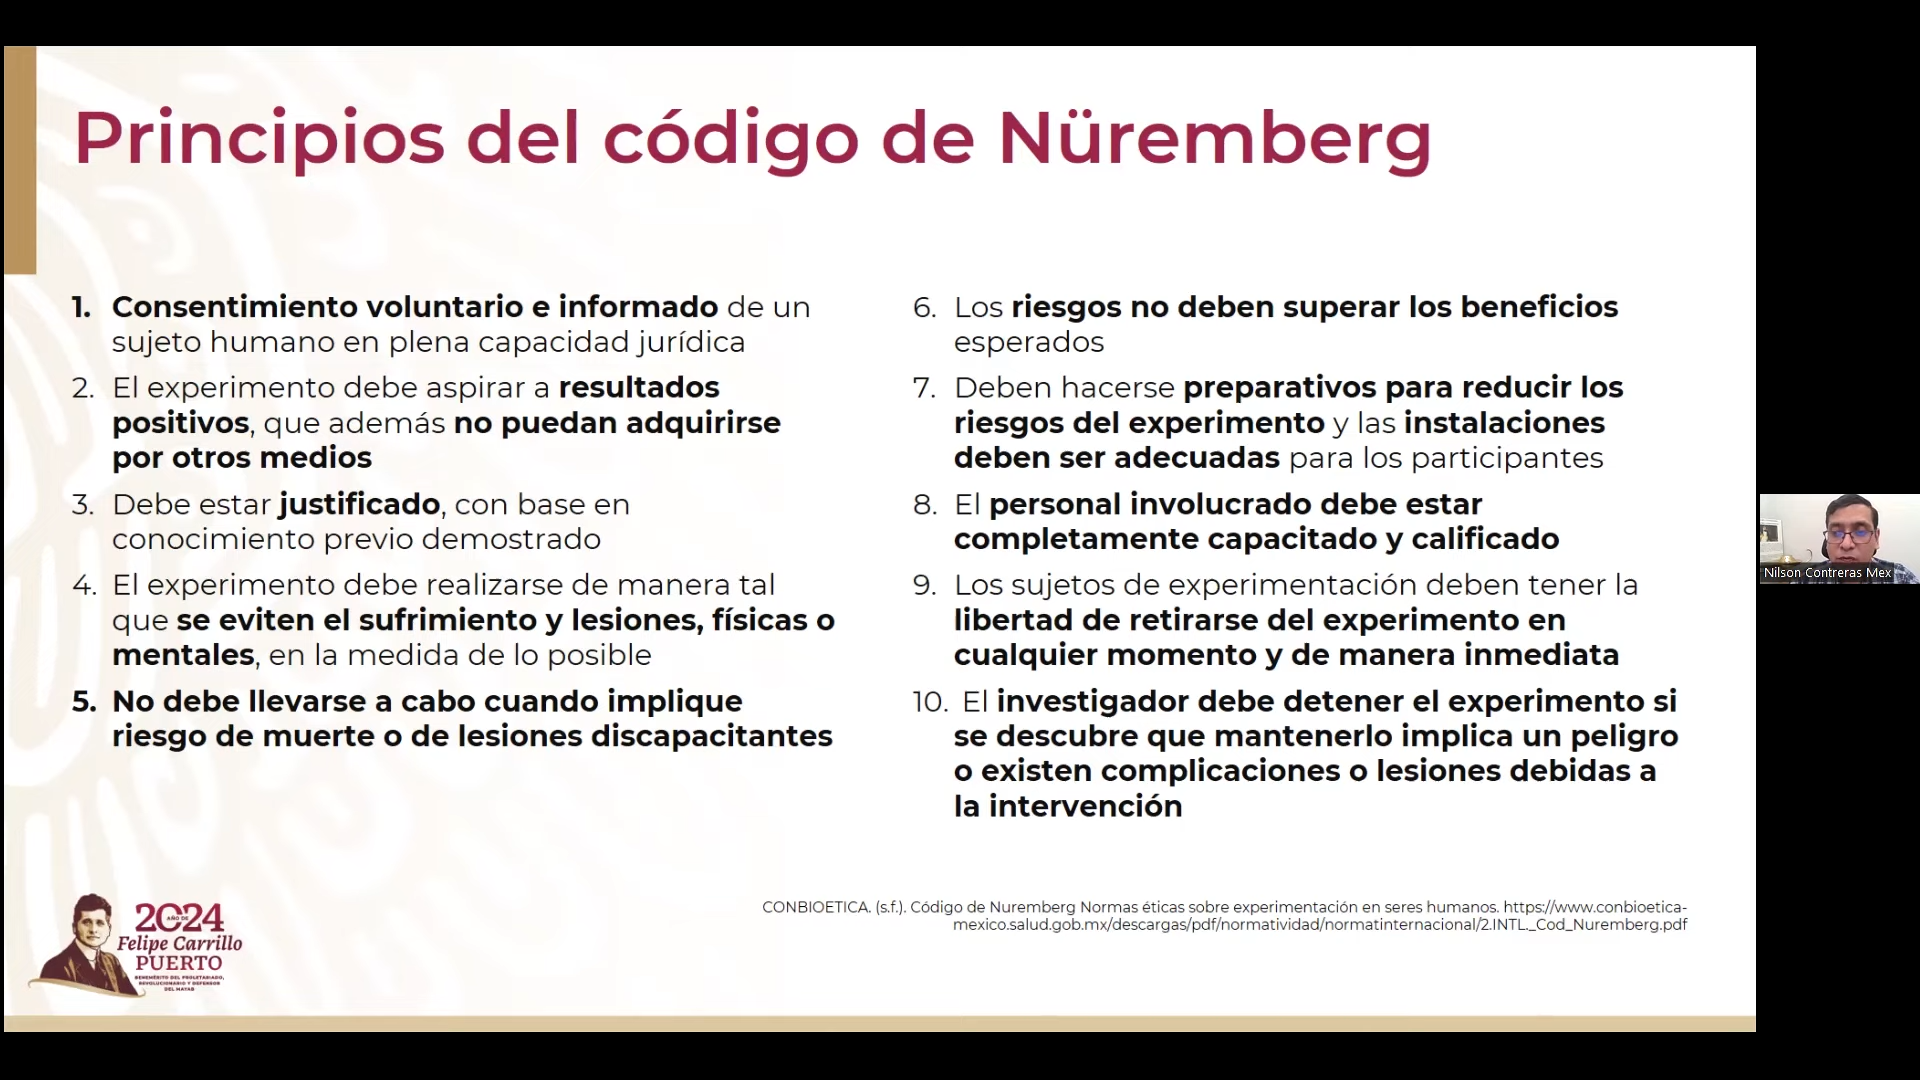 Principios del código de Nüremberg
1. Consentimiento voluntario e informado de un
sujeto humano en plena capacidad jurídica
2. El experimento debe aspirar a resultados
positivos, que además no puedan adquirirse
por otros medios
3. Debe estar justificado, con base en
conocimiento previo demostrado
4. El experimento debe realizarse de manera tal
que se eviten el sufrimiento y lesiones, físicas o
mentales, en la medida de lo posible
5. No debe llevarse a cabo cuando implique
riesgo de muerte o de lesiones discapacitantes
6. Los riesgos no deben superar los beneficios
esperados
7. Deben hacerse preparativos para reducir los
riesgos del experimento y las instalaciones
deben ser adecuadas para los participantes
8. El personal involucrado debe estar
completamente capacitado y calificado
9. Los sujetos de experimentación deben tener la
libertad de retirarse del experimento en
cualquier momento y de manera inmediata
10. El investigador debe detener el experimento si
se descubre que mantenerlo implica un peligro
o existen complicaciones o lesiones debidas a
la intervención
CONBIOETICA. (s.f.). Código de Nuremberg Normas éticas sobre experimentación en seres humanos. https://www.conbioetica-
mexico.salud.gob.mx/descargas/pdf/normatividad/normatinternacional/2.INTL._Cod_Nuremberg.pdf
2024
AÑO DE
Felipe Carrillo
PUERTO
BENEMÉRITO DEL PROLETARIADO,
REVOLUCIONARIO Y DEFENSOR
DEL MAYAB
Nilson Contreras Mex